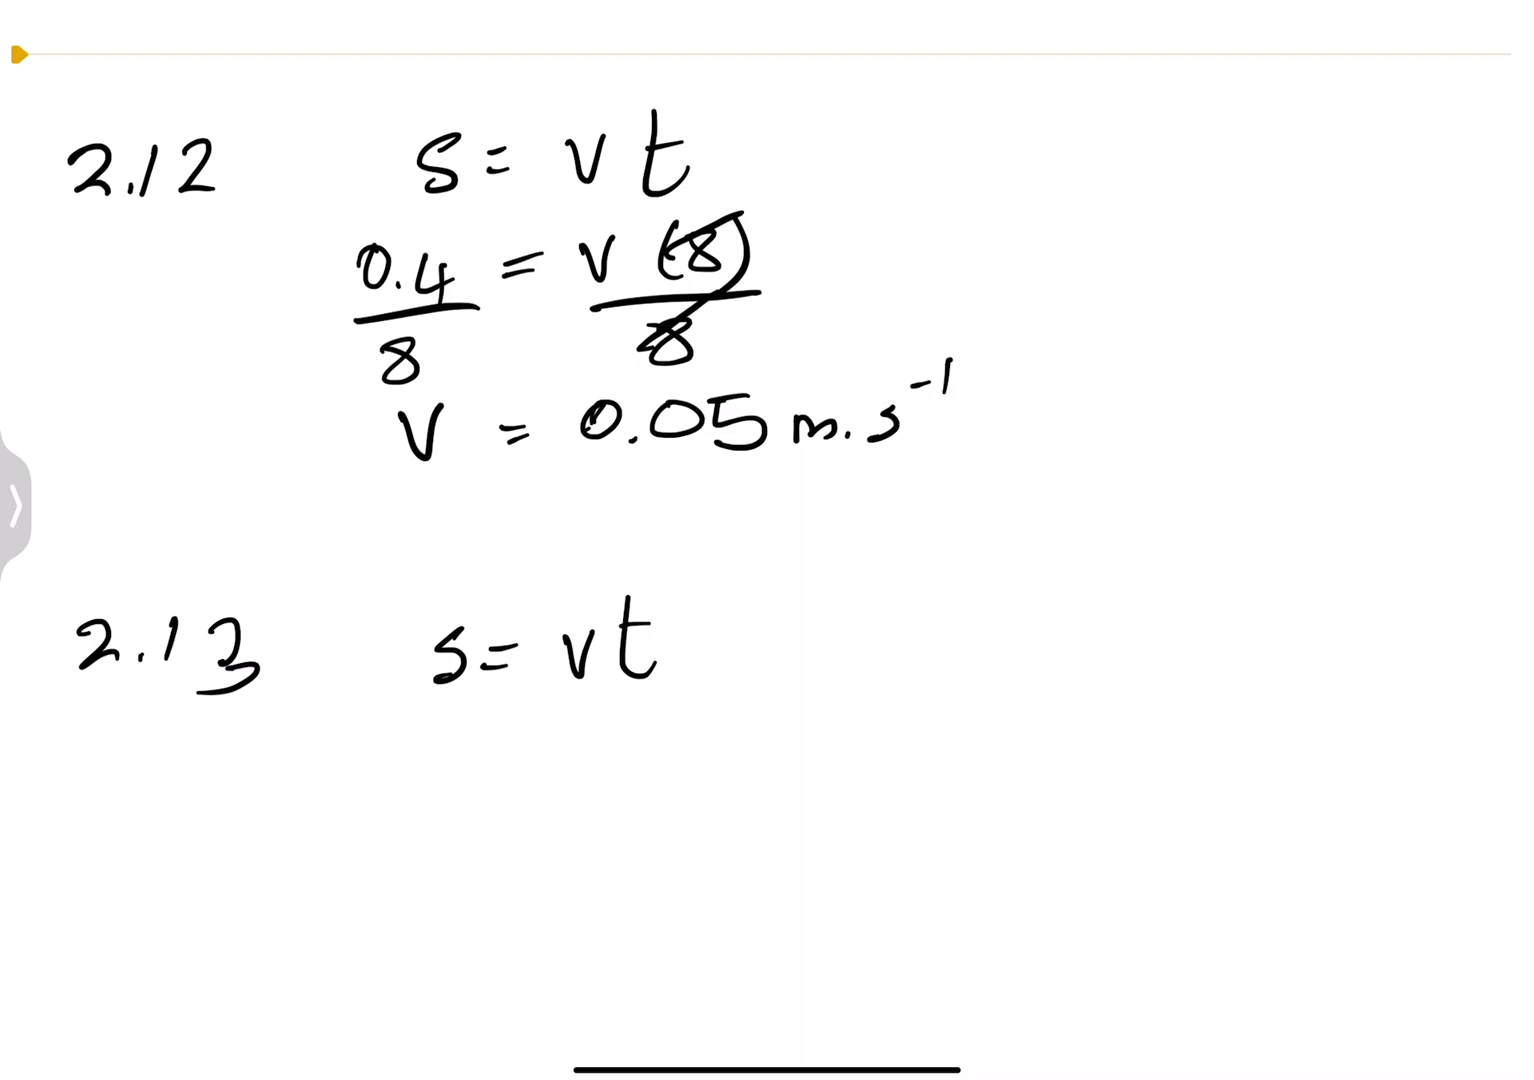 2.12 s = vt
0.4/8 = v(8)/8
v = 0.05 m.s⁻¹
2.13 s = vt